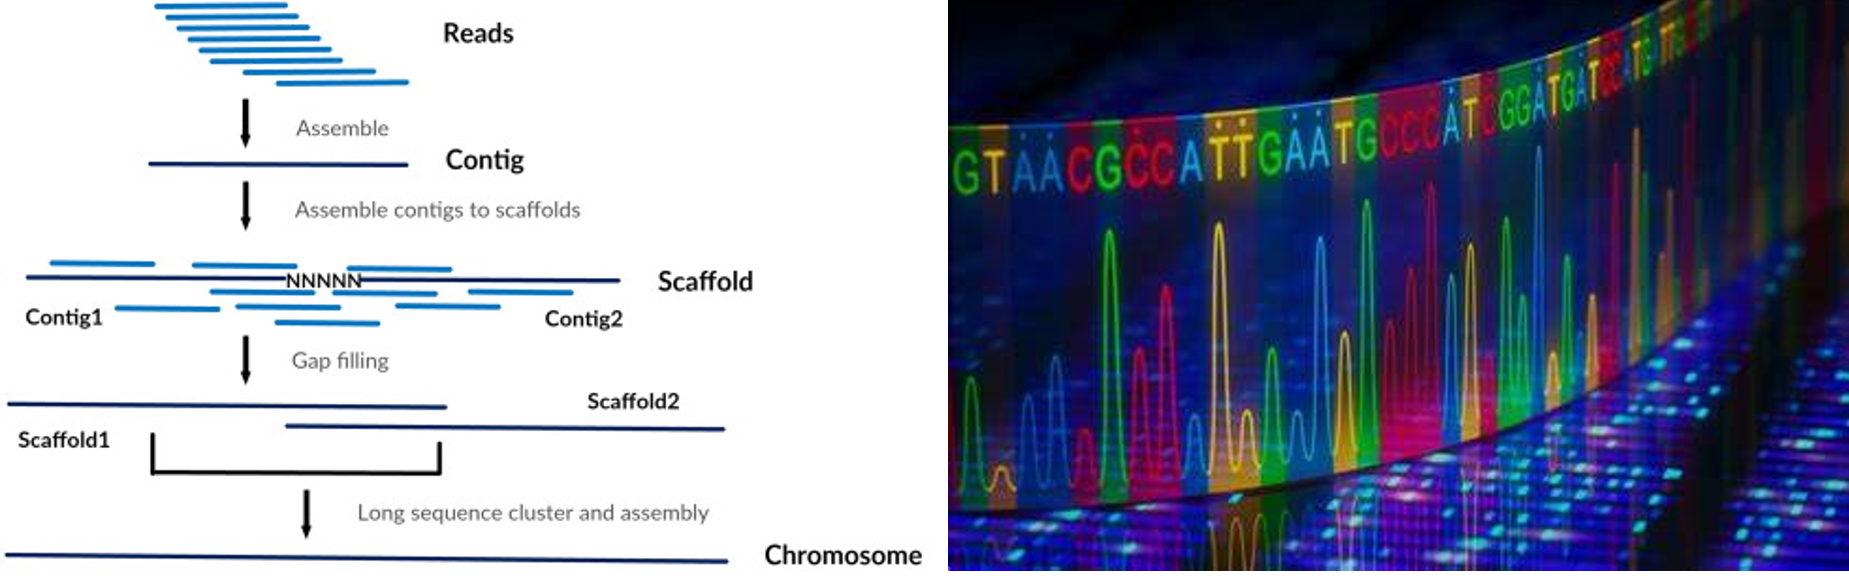 Reads
Assemble
Contig
Assemble contigs to scaffolds
NNNNN
Scaffold
Contig1
Contig2
Gap filling
Scaffold2
Scaffold1
Long sequence cluster and assembly
Chromosome
GTAACGCCATTGAATGCCCATCGGATGATCC